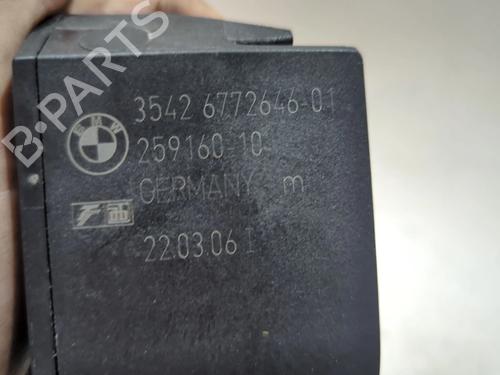 B-PARTS
BMW
3542 6772646-01
259160-10-
GERMANY m
22.03.06 I